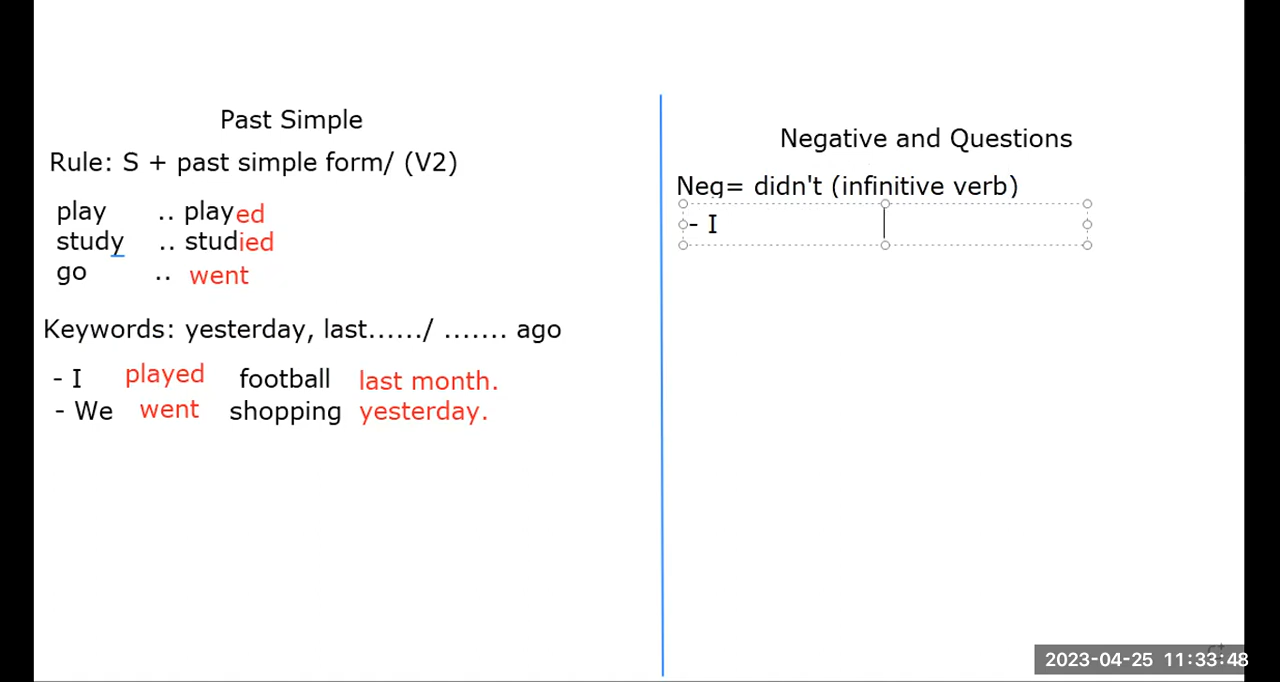 Past Simple
Rule: S + past simple form/ (V2)
play .. played
study .. studied
go .. went
Keywords: yesterday, last....../ ....... ago
- I played football last month.
- We went shopping yesterday.
Negative and Questions
Neg= didn't (infinitive verb)
- I
2023-04-25 11:33:48